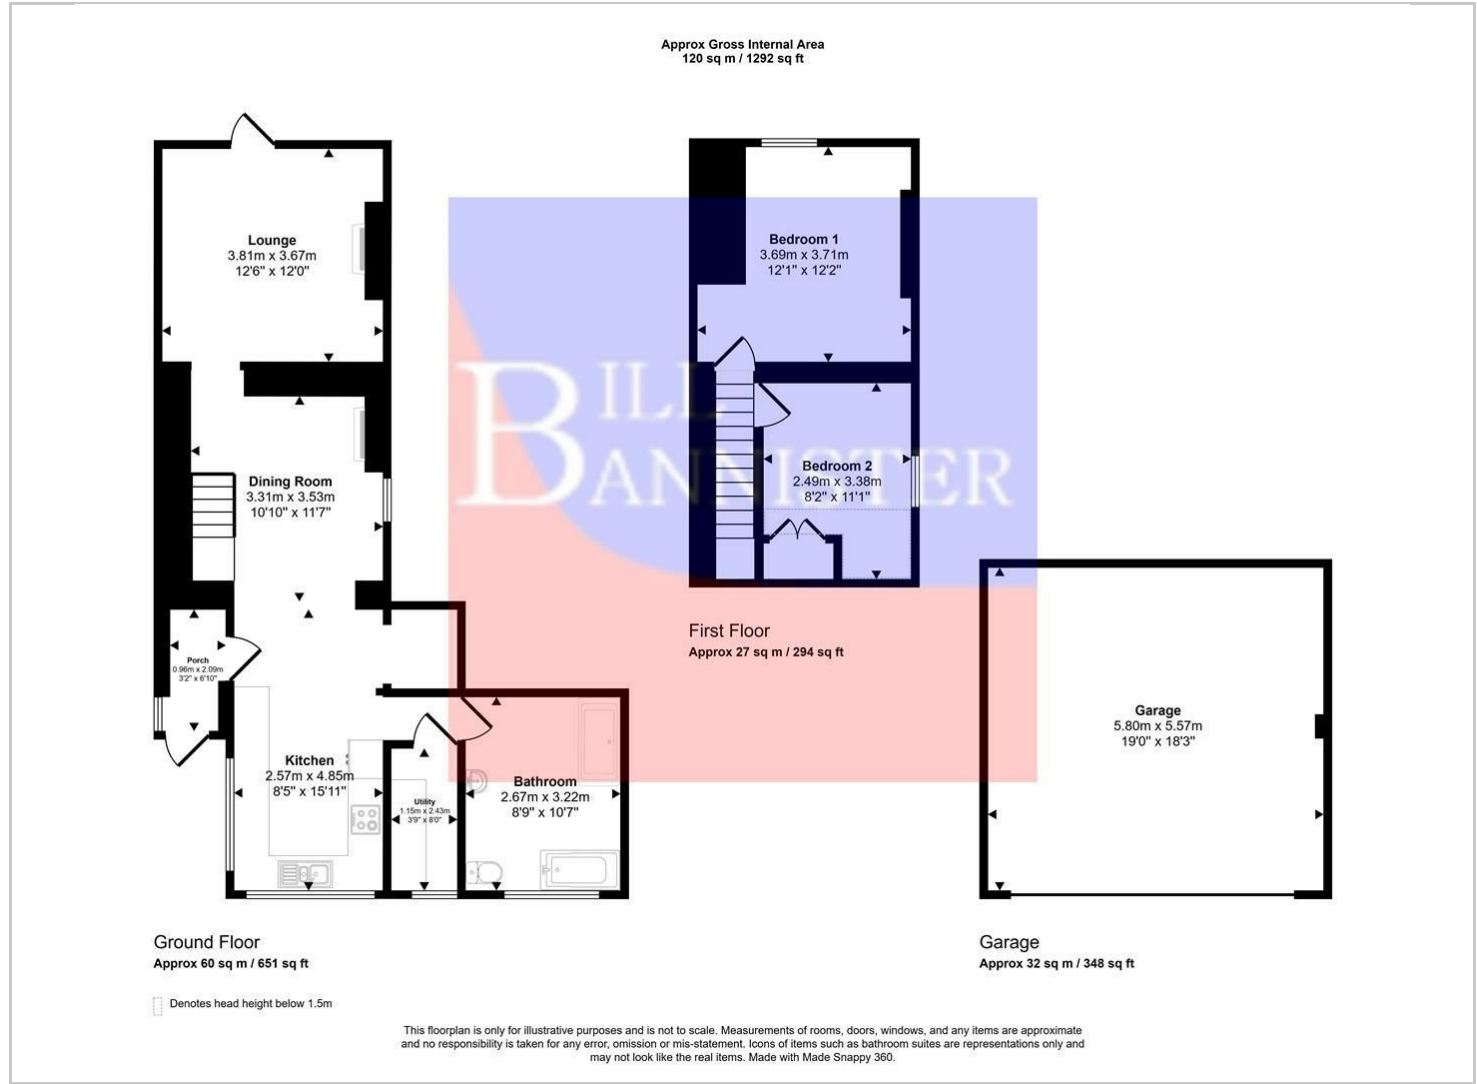 Approx Gross Internal Area
120 sq m / 1292 sq ft
Lounge
3.81m x 3.67m
12'6" x 12'0"
Dining Room
3.31m x 3.53m
10'10" x 11'7"
Porch
0.96m x 2.09m
3'2" x 6'10"
Kitchen
2.57m x 4.85m
8'5" x 15'11"
Utility
1.15m x 2.43m
3'9" x 8'0"
Bathroom
2.67m x 3.22m
8'9" x 10'7"
Ground Floor
Approx 60 sq m / 651 sq ft
Bedroom 1
3.69m x 3.71m
12'1" x 12'2"
Bedroom 2
2.49m x 3.38m
8'2" x 11'1"
First Floor
Approx 27 sq m / 294 sq ft
BILL
BANNISTER
Garage
5.80m x 5.57m
19'0" x 18'3"
Garage
Approx 32 sq m / 348 sq ft
Denotes head height below 1.5m
This floorplan is only for illustrative purposes and is not to scale. Measurements of rooms, doors, windows, and any items are approximate
and no responsibility is taken for any error, omission or mis-statement. Icons of items such as bathroom suites are representations only and
may not look like the real items. Made with Made Snappy 360.